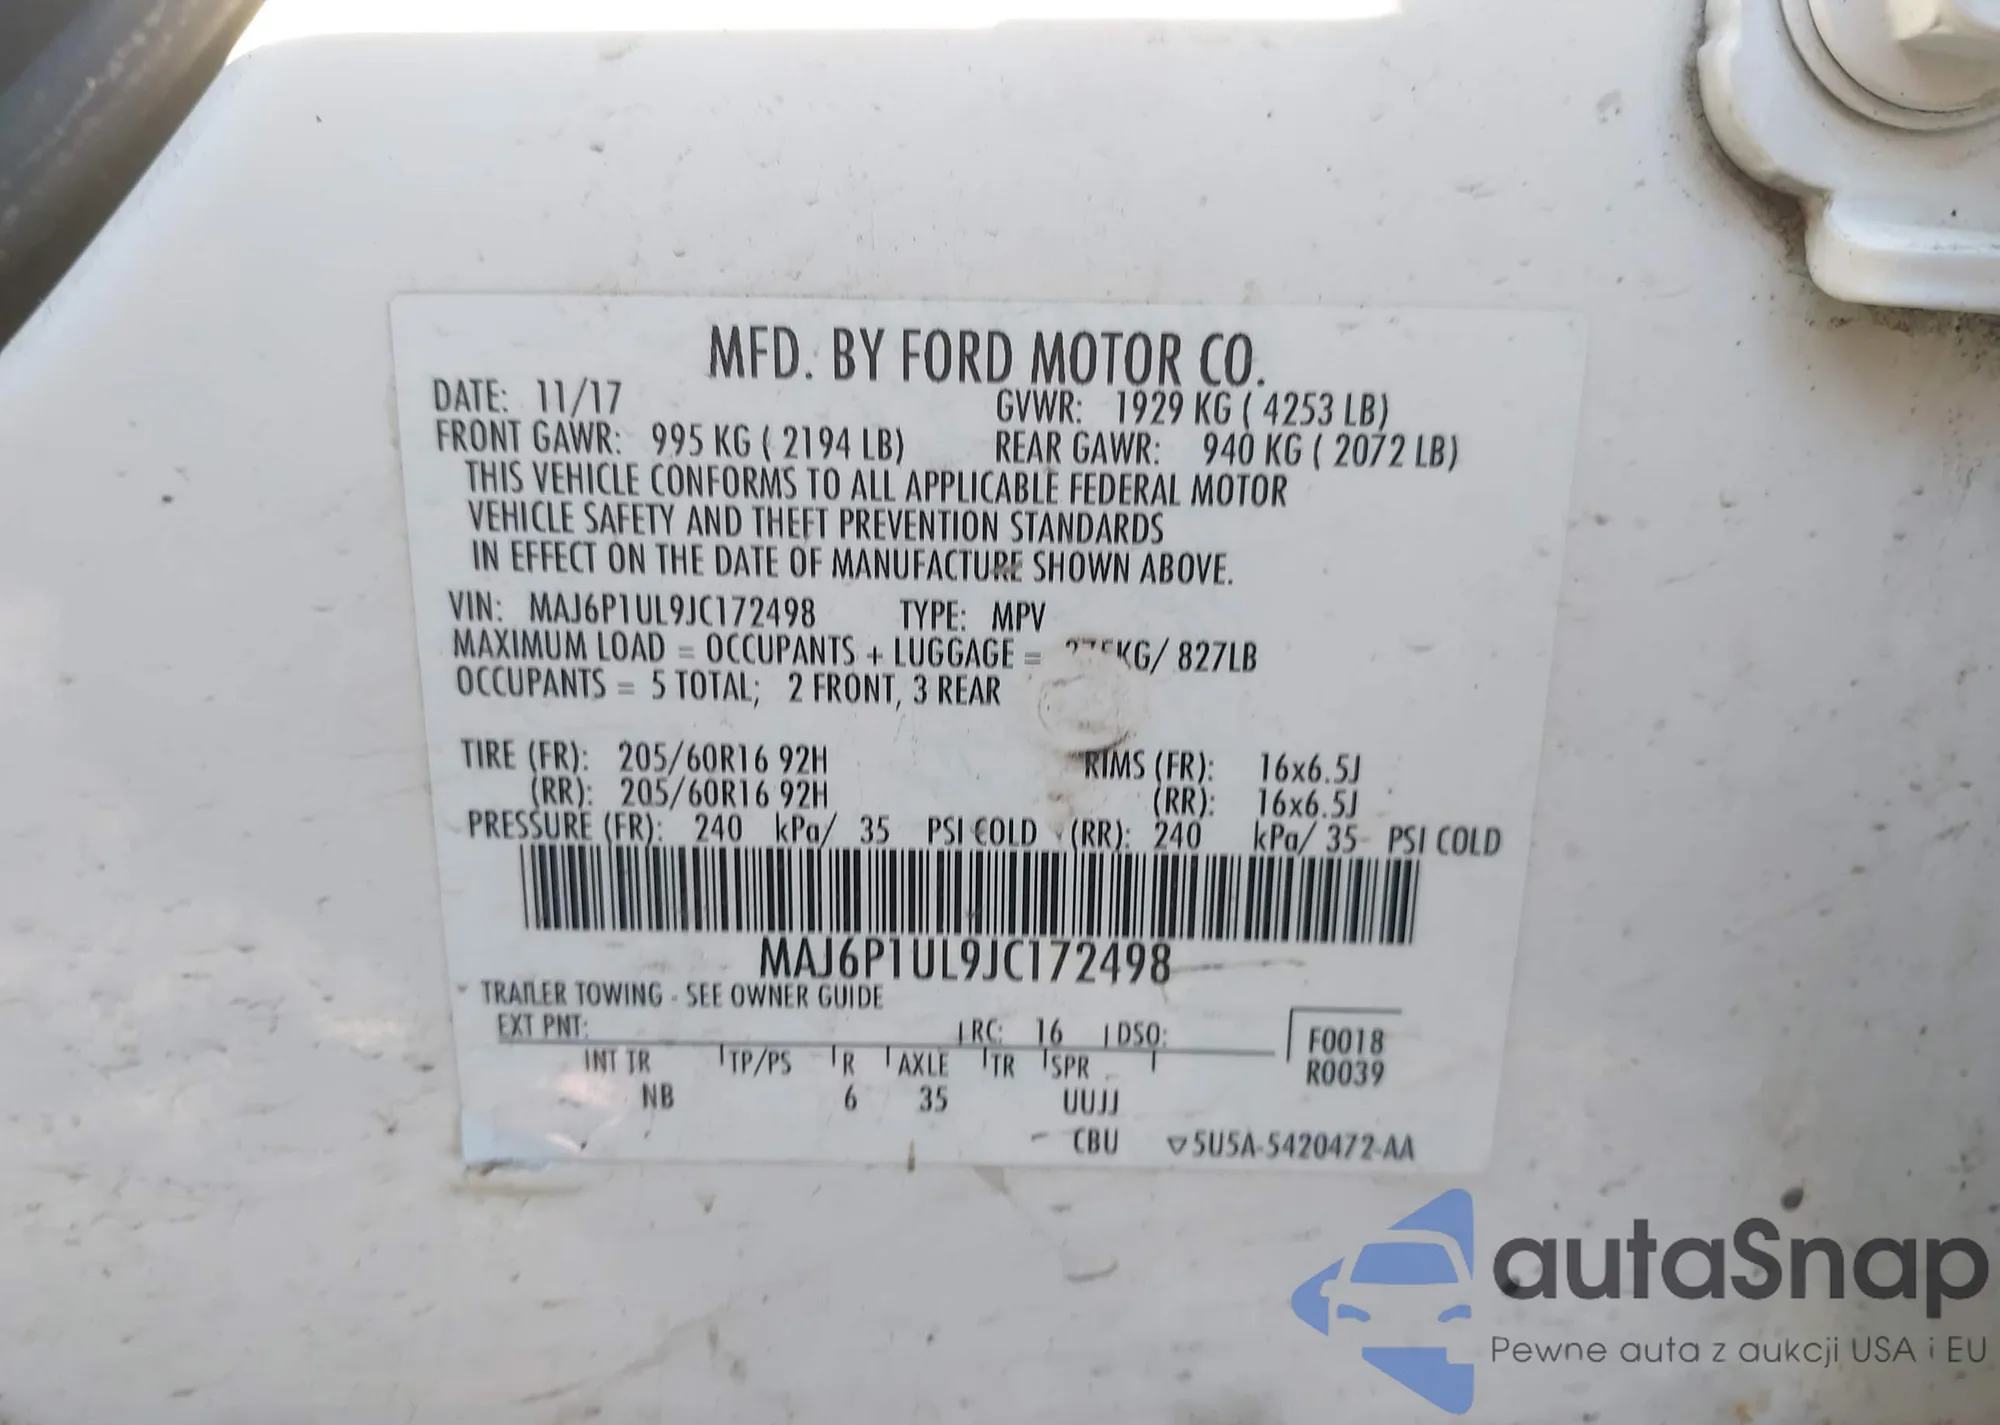 MFD. BY FORD MOTOR CO.
DATE: 11/17 GVWR: 1929 KG ( 4253 LB)
FRONT GAWR: 995 KG ( 2194 LB) REAR GAWR: 940 KG ( 2072 LB)
THIS VEHICLE CONFORMS TO ALL APPLICABLE FEDERAL MOTOR
VEHICLE SAFETY AND THEFT PREVENTION STANDARDS
IN EFFECT ON THE DATE OF MANUFACTURE SHOWN ABOVE.
VIN: MAJ6P1UL9JC172498 TYPE: MPV
MAXIMUM LOAD = OCCUPANTS + LUGGAGE = KG/ 827LB
OCCUPANTS = 5 TOTAL; 2 FRONT, 3 REAR
TIRE (FR): 205/60R16 92H RIMS (FR): 16x6.5J
(RR): 205/60R16 92H (RR): 16x6.5J
PRESSURE (FR): 240 kPa/ 35 PSI COLD (RR): 240 kPa/ 35 PSI COLD
MAJ6P1UL9JC172498
TRAILER TOWING - SEE OWNER GUIDE
EXT PNT: RC: 16 DSO: F0018
INT TR TP/PS R AXLE TR SPR R0039
NB 6 35 UUJJ
CBU 5U5A-5420472-AA
autaSnap
Pewne auta z aukcji USA i EU